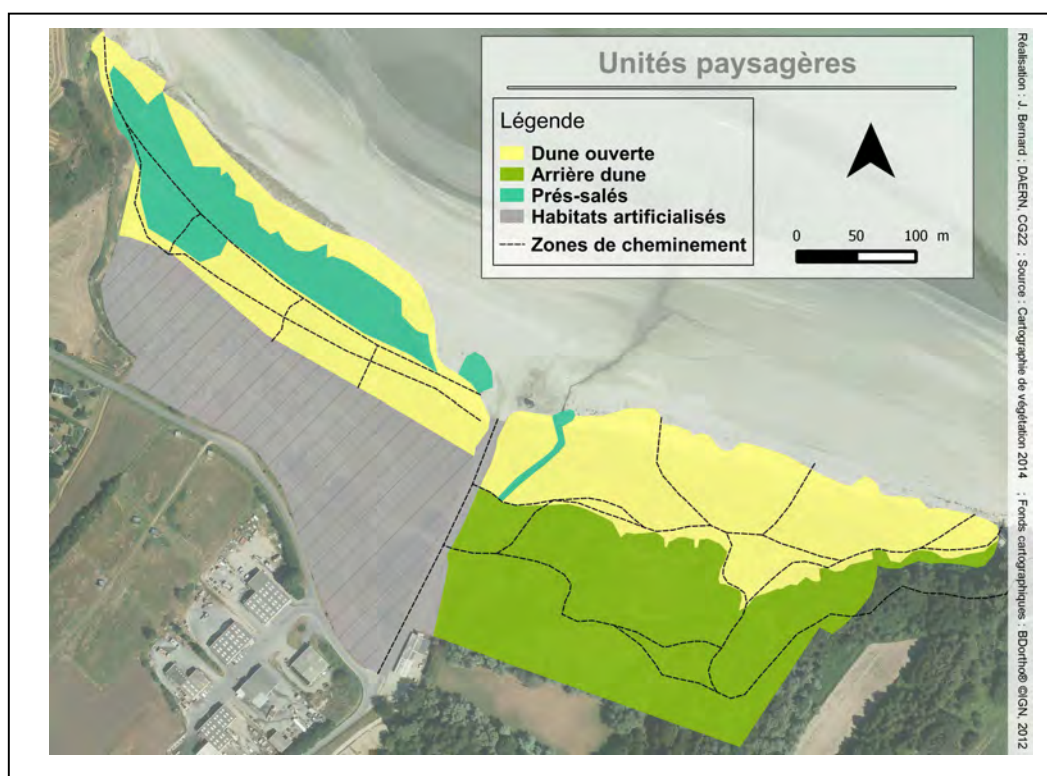 Unités paysagères
Légende
Dune ouverte
Arrière dune
Prés-salés
Habitats artificialisés
Zones de cheminement
0 50 100 m
Réalisation : J. Bernard ; DAERN, CG22 ; Source : Cartographie de végétation 2014 ; Fonds cartographiques : BDortho® ©IGN, 2012